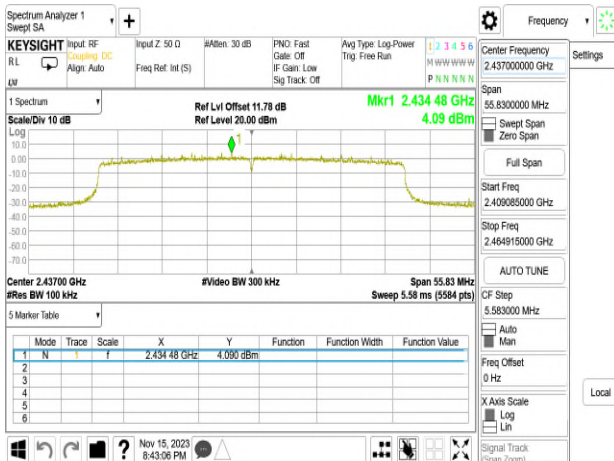 Spectrum Analyzer 1
Swept SA
Frequency
KEYSIGHT
RL
Input: RF
Coupling: DC
Align: Auto
Input Z: 50 Ω
Freq Ref: Int (S)
#Atten: 30 dB
PNO: Fast
Gate: Off
IF Gain: Low
Sig Track: Off
Avg Type: Log-Power
Trig: Free Run
1 2 3 4 5 6
M W W W W W
P N N N N N
Center Frequency
2.437000000 GHz
Settings
Span
55.8300000 MHz
Swept Span
Zero Span
Full Span
Start Freq
2.409085000 GHz
Stop Freq
2.464915000 GHz
AUTO TUNE
CF Step
5.583000 MHz
Auto
Man
Freq Offset
0 Hz
X Axis Scale
Log
Lin
Local
Signal Track
(Span Zoom)
1 Spectrum
Scale/Div 10 dB
Ref Lvl Offset 11.78 dB
Ref Level 20.00 dBm
Mkr1 2.434 48 GHz
4.09 dBm
Log
10.0
0.00
-10.0
-20.0
-30.0
-40.0
-50.0
-60.0
-70.0
1
Center 2.43700 GHz
#Res BW 100 kHz
#Video BW 300 kHz
Span 55.83 MHz
Sweep 5.58 ms (5584 pts)
5 Marker Table
Mode Trace Scale X Y Function Function Width Function Value
1 N 1 f 2.434 48 GHz 4.090 dBm
2
3
4
5
6
Nov 15, 2023
8:43:06 PM